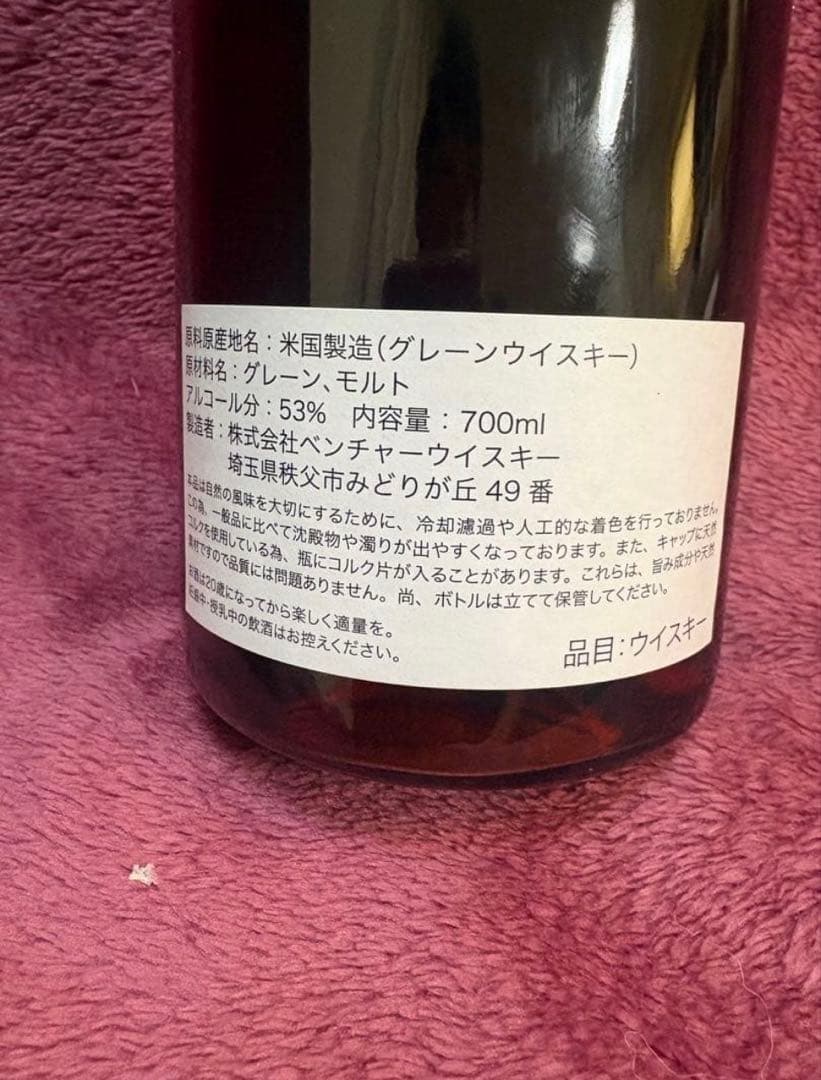 原料原産地名：米国製造（グレーンウイスキー）
原材料名：グレーン、モルト
アルコール分：53% 内容量：700ml
製造者：株式会社ベンチャーウイスキー
埼玉県秩父市みどりが丘 49 番
本品は自然の風味を大切にするために、冷却濾過や人工的な着色を行っておりません。
この為、一般品に比べて沈殿物や濁りが出やすくなっております。また、キャップに天然
コルクを使用している為、瓶にコルク片が入ることがあります。これらは、旨み成分や天然
素材ですので品質には問題ありません。尚、ボトルは立てて保管してください。
お酒は20歳になってから楽しく適量を。
妊娠中・授乳中の飲酒はお控えください。
品目：ウイスキー